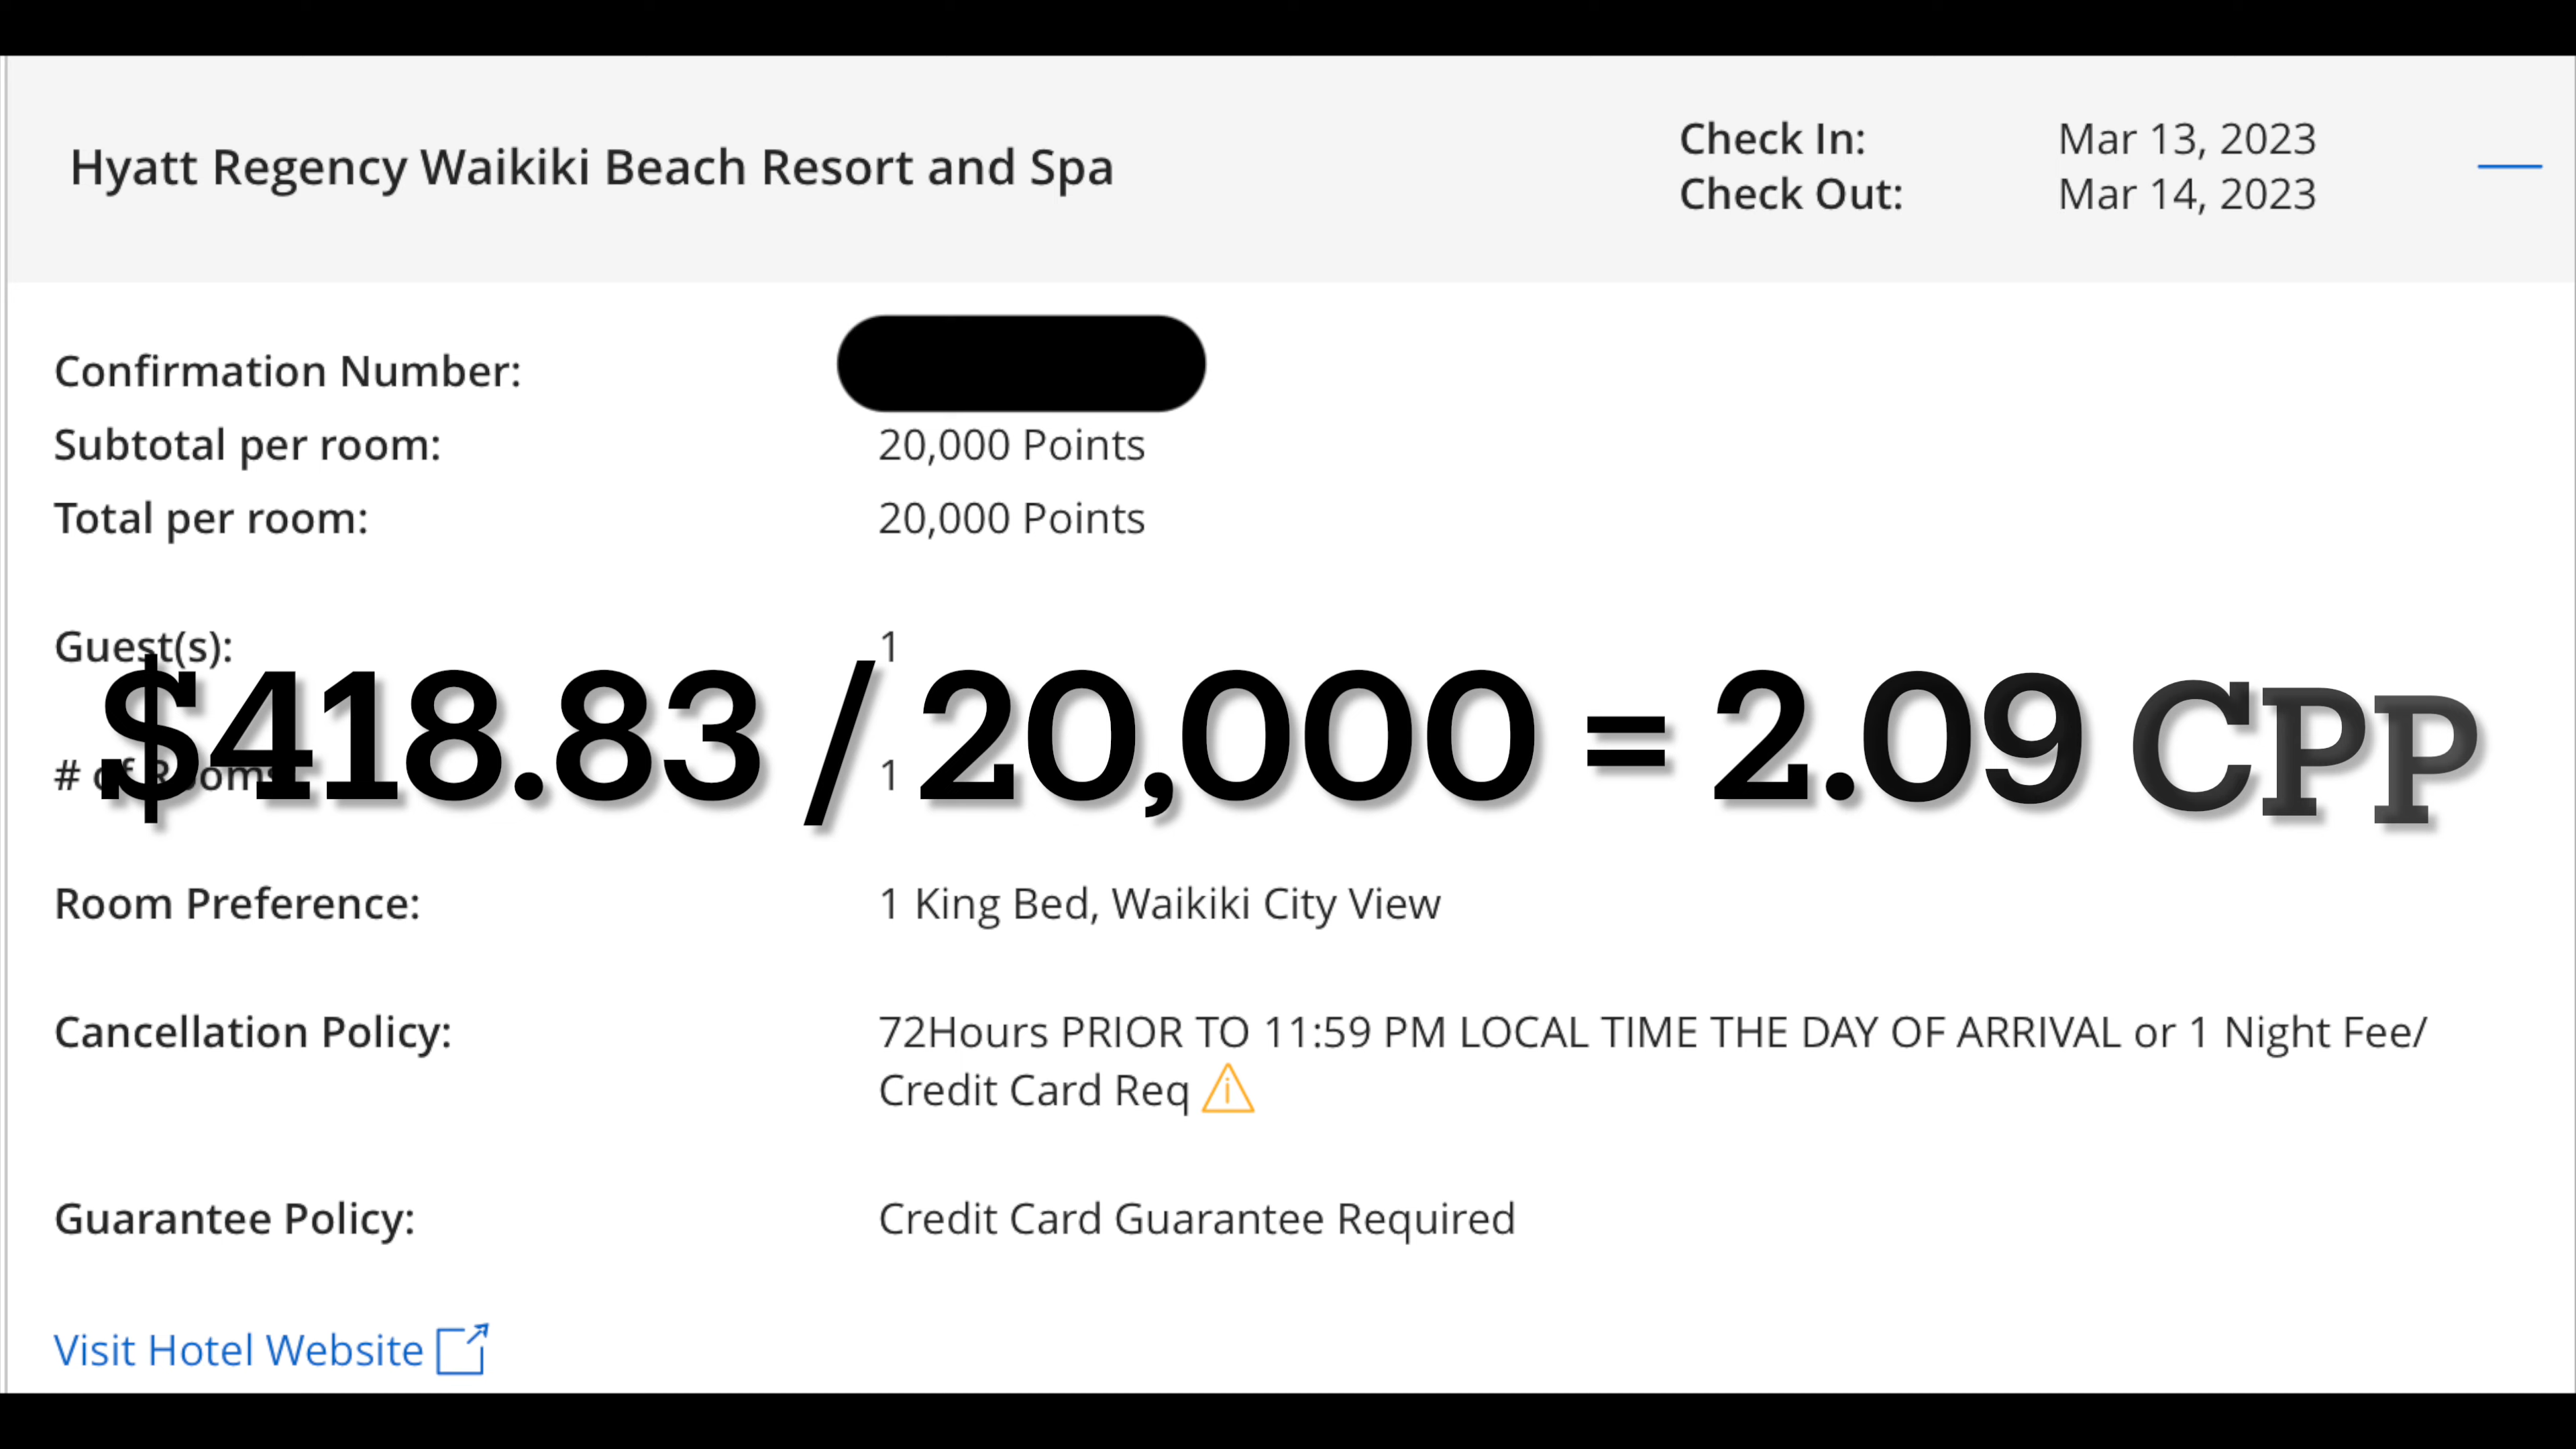 Hyatt Regency Waikiki Beach Resort and Spa
Check In: Mar 13, 2023
Check Out: Mar 14, 2023
Confirmation Number:
Subtotal per room: 20,000 Points
Total per room: 20,000 Points
Guest(s): 1
$418.83 / 20,000 = 2.09 CPP
# of Rooms 1
Room Preference: 1 King Bed, Waikiki City View
Cancellation Policy: 72Hours PRIOR TO 11:59 PM LOCAL TIME THE DAY OF ARRIVAL or 1 Night Fee/
Credit Card Req
Guarantee Policy: Credit Card Guarantee Required
Visit Hotel Website